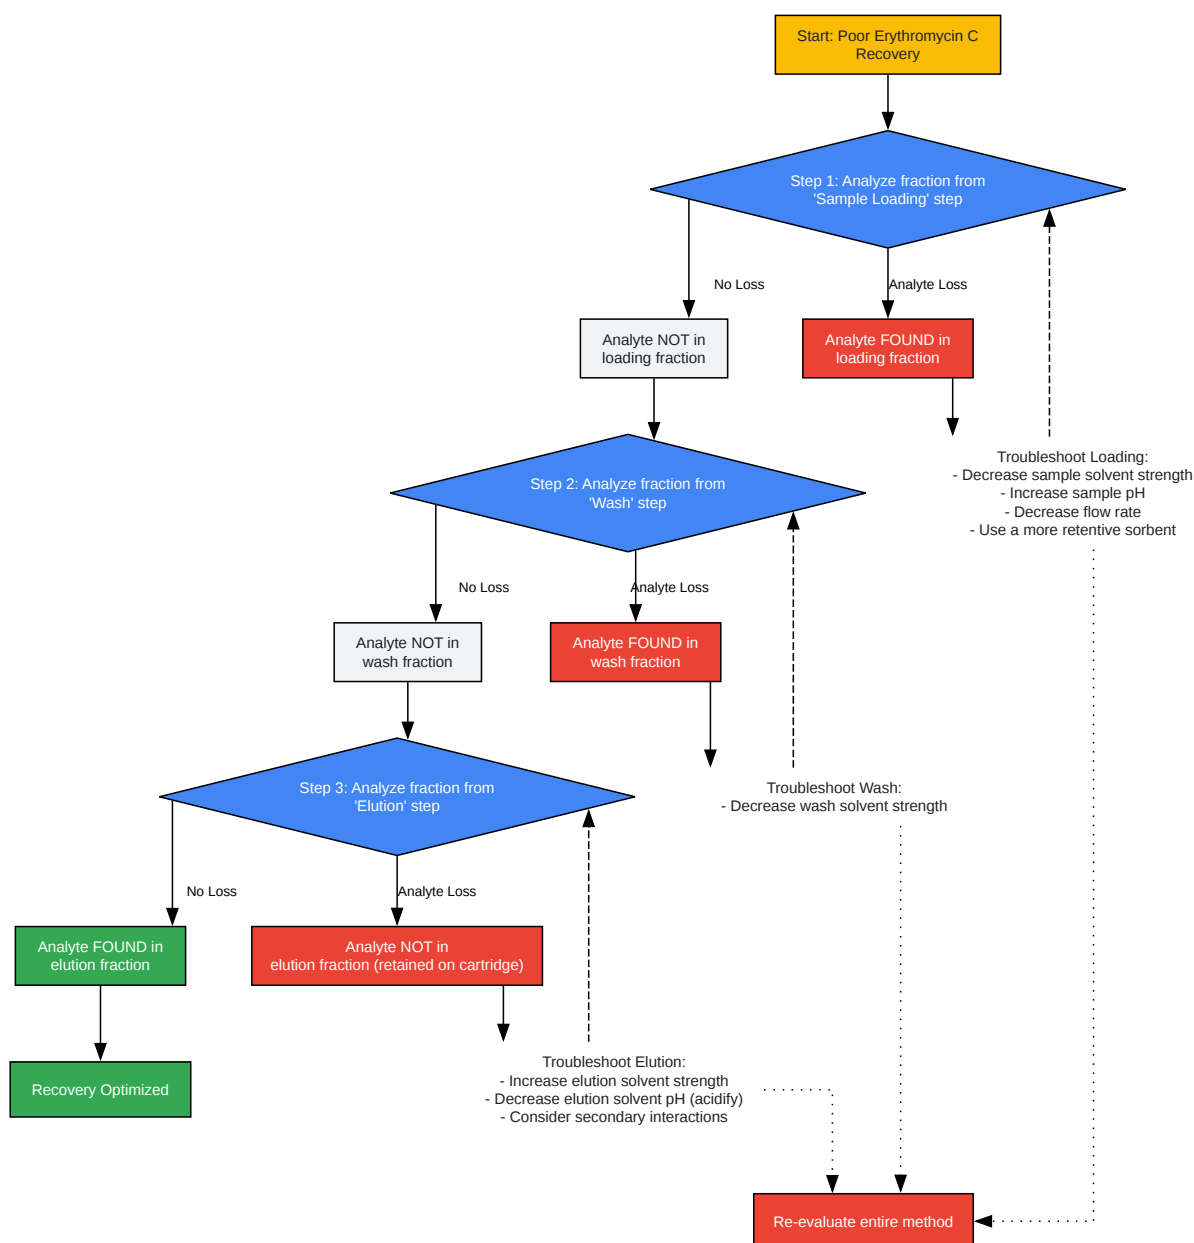 Start: Poor Erythromycin C
Recovery
Step 1: Analyze fraction from
'Sample Loading' step
No Loss
Analyte Loss
Analyte NOT in
loading fraction
Analyte FOUND in
loading fraction
Troubleshoot Loading:
- Decrease sample solvent strength
- Increase sample pH
- Decrease flow rate
- Use a more retentive sorbent
Step 2: Analyze fraction from
'Wash' step
No Loss
Analyte Loss
Analyte NOT in
wash fraction
Analyte FOUND in
wash fraction
Troubleshoot Wash:
- Decrease wash solvent strength
Step 3: Analyze fraction from
'Elution' step
No Loss
Analyte Loss
Analyte FOUND in
elution fraction
Analyte NOT in
elution fraction (retained on cartridge)
Recovery Optimized
Troubleshoot Elution:
- Increase elution solvent strength
- Decrease elution solvent pH (acidify)
- Consider secondary interactions
Re-evaluate entire method